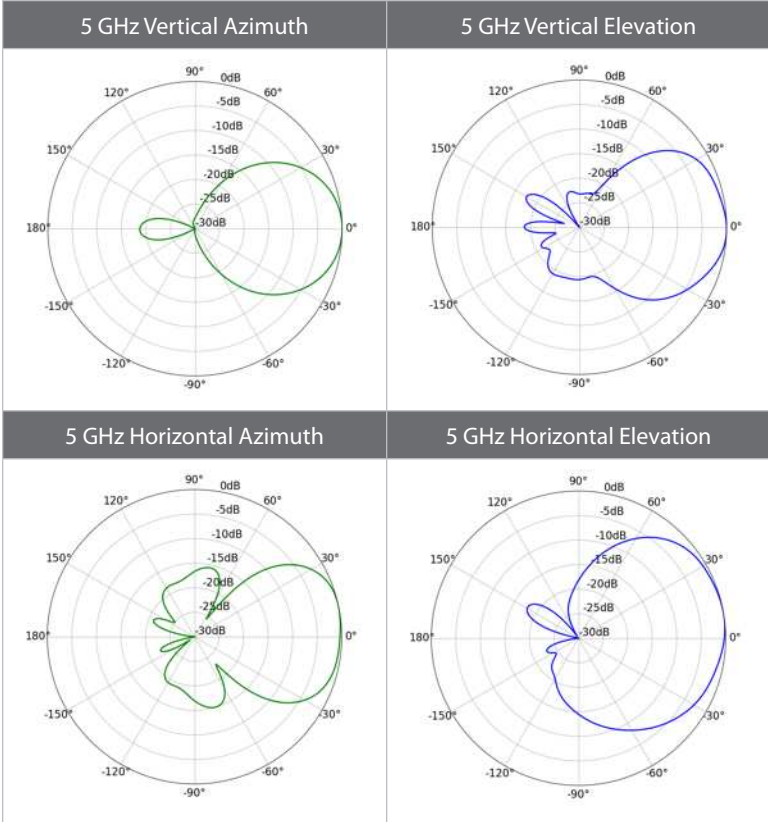 5 GHz Vertical Azimuth
5 GHz Vertical Elevation
90°
0dB
120°
60°
-5dB
-10dB
150°
-15dB
30°
-20dB
-25dB
180°
-30dB
0°
-150°
-30°
-120°
-60°
-90°
90°
0dB
120°
60°
-5dB
-10dB
150°
-15dB
30°
-20dB
-25dB
180°
-30dB
0°
-150°
-30°
-120°
-60°
-90°
5 GHz Horizontal Azimuth
5 GHz Horizontal Elevation
90°
0dB
120°
60°
-5dB
-10dB
150°
-15dB
30°
-20dB
-25dB
180°
-30dB
0°
-150°
-30°
-120°
-60°
-90°
90°
0dB
120°
60°
-5dB
-10dB
150°
-15dB
30°
-20dB
-25dB
180°
-30dB
0°
-150°
-30°
-120°
-60°
-90°